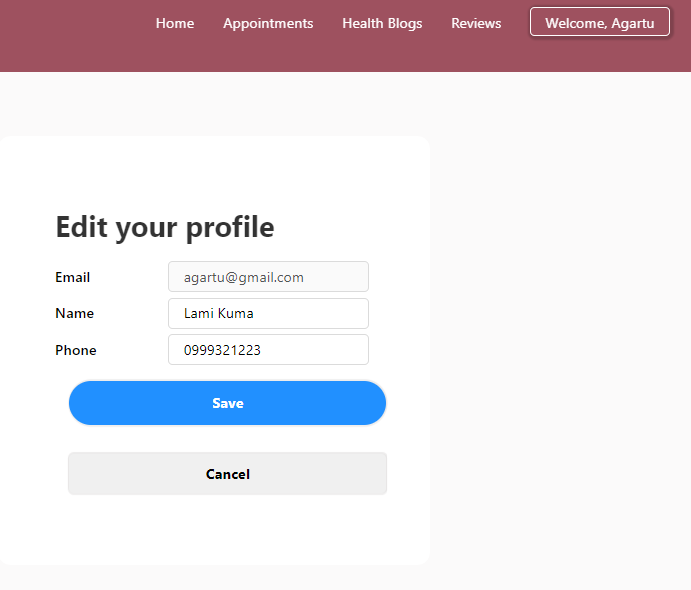 Home Appointments Health Blogs Reviews Welcome, Agartu
Edit your profile
Email agartu@gmail.com
Name Lami Kuma
Phone 0999321223
Save
Cancel